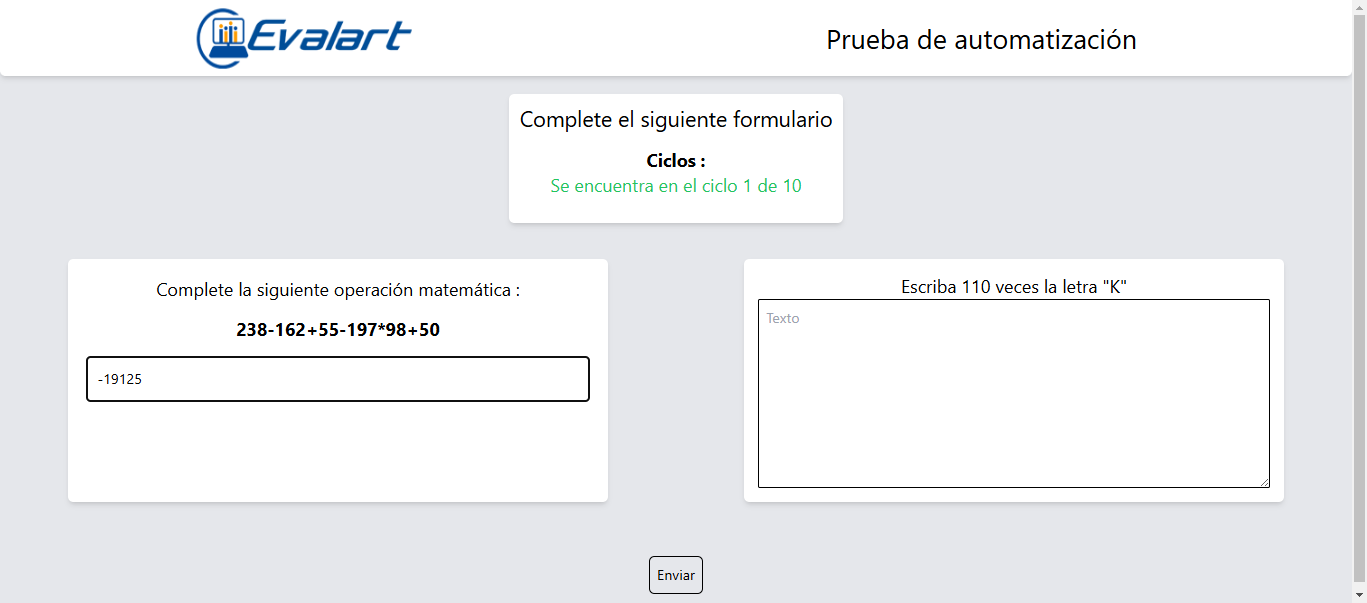 Evalart
Prueba de automatización
Complete el siguiente formulario
Ciclos :
Se encuentra en el ciclo 1 de 10
Complete la siguiente operación matemática :
238-162+55-197*98+50
-19125
Escriba 110 veces la letra "K"
Texto
Enviar